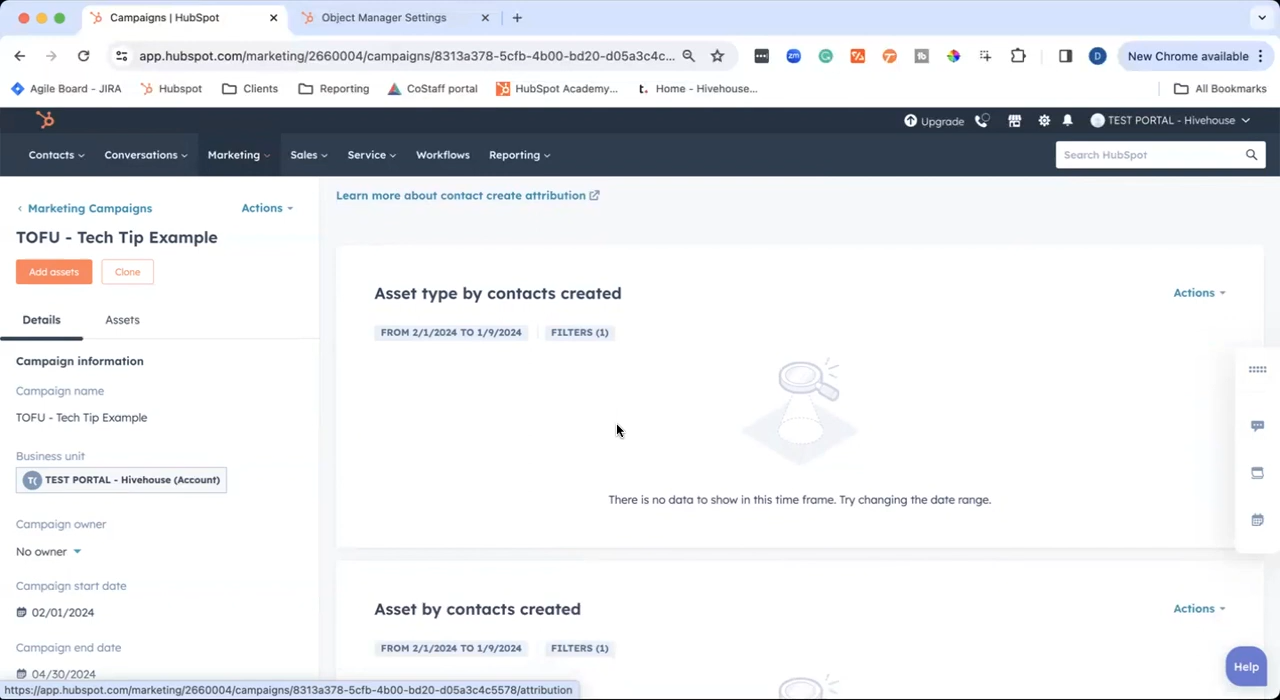 Campaigns | HubSpot
Object Manager Settings
app.hubspot.com/marketing/2660004/campaigns/8313a378-5cfb-4b00-bd20-d05a3c4c...
New Chrome available
Agile Board - JIRA
Hubspot
Clients
Reporting
CoStaff portal
HubSpot Academy...
Home - Hivehouse...
All Bookmarks
Upgrade
TEST PORTAL - Hivehouse
Contacts
Conversations
Marketing
Sales
Service
Workflows
Reporting
Search HubSpot
Marketing Campaigns
Actions
TOFU - Tech Tip Example
Add assets
Clone
Details
Assets
Campaign information
Campaign name
TOFU - Tech Tip Example
Business unit
T( TEST PORTAL - Hivehouse (Account)
Campaign owner
No owner
Campaign start date
02/01/2024
Campaign end date
04/30/2024
Learn more about contact create attribution
Asset type by contacts created
Actions
FROM 2/1/2024 TO 1/9/2024
FILTERS (1)
There is no data to show in this time frame. Try changing the date range.
Asset by contacts created
Actions
FROM 2/1/2024 TO 1/9/2024
FILTERS (1)
Help
https://app.hubspot.com/marketing/2660004/campaigns/8313a378-5cfb-4b00-bd20-d05a3c4c5578/attribution